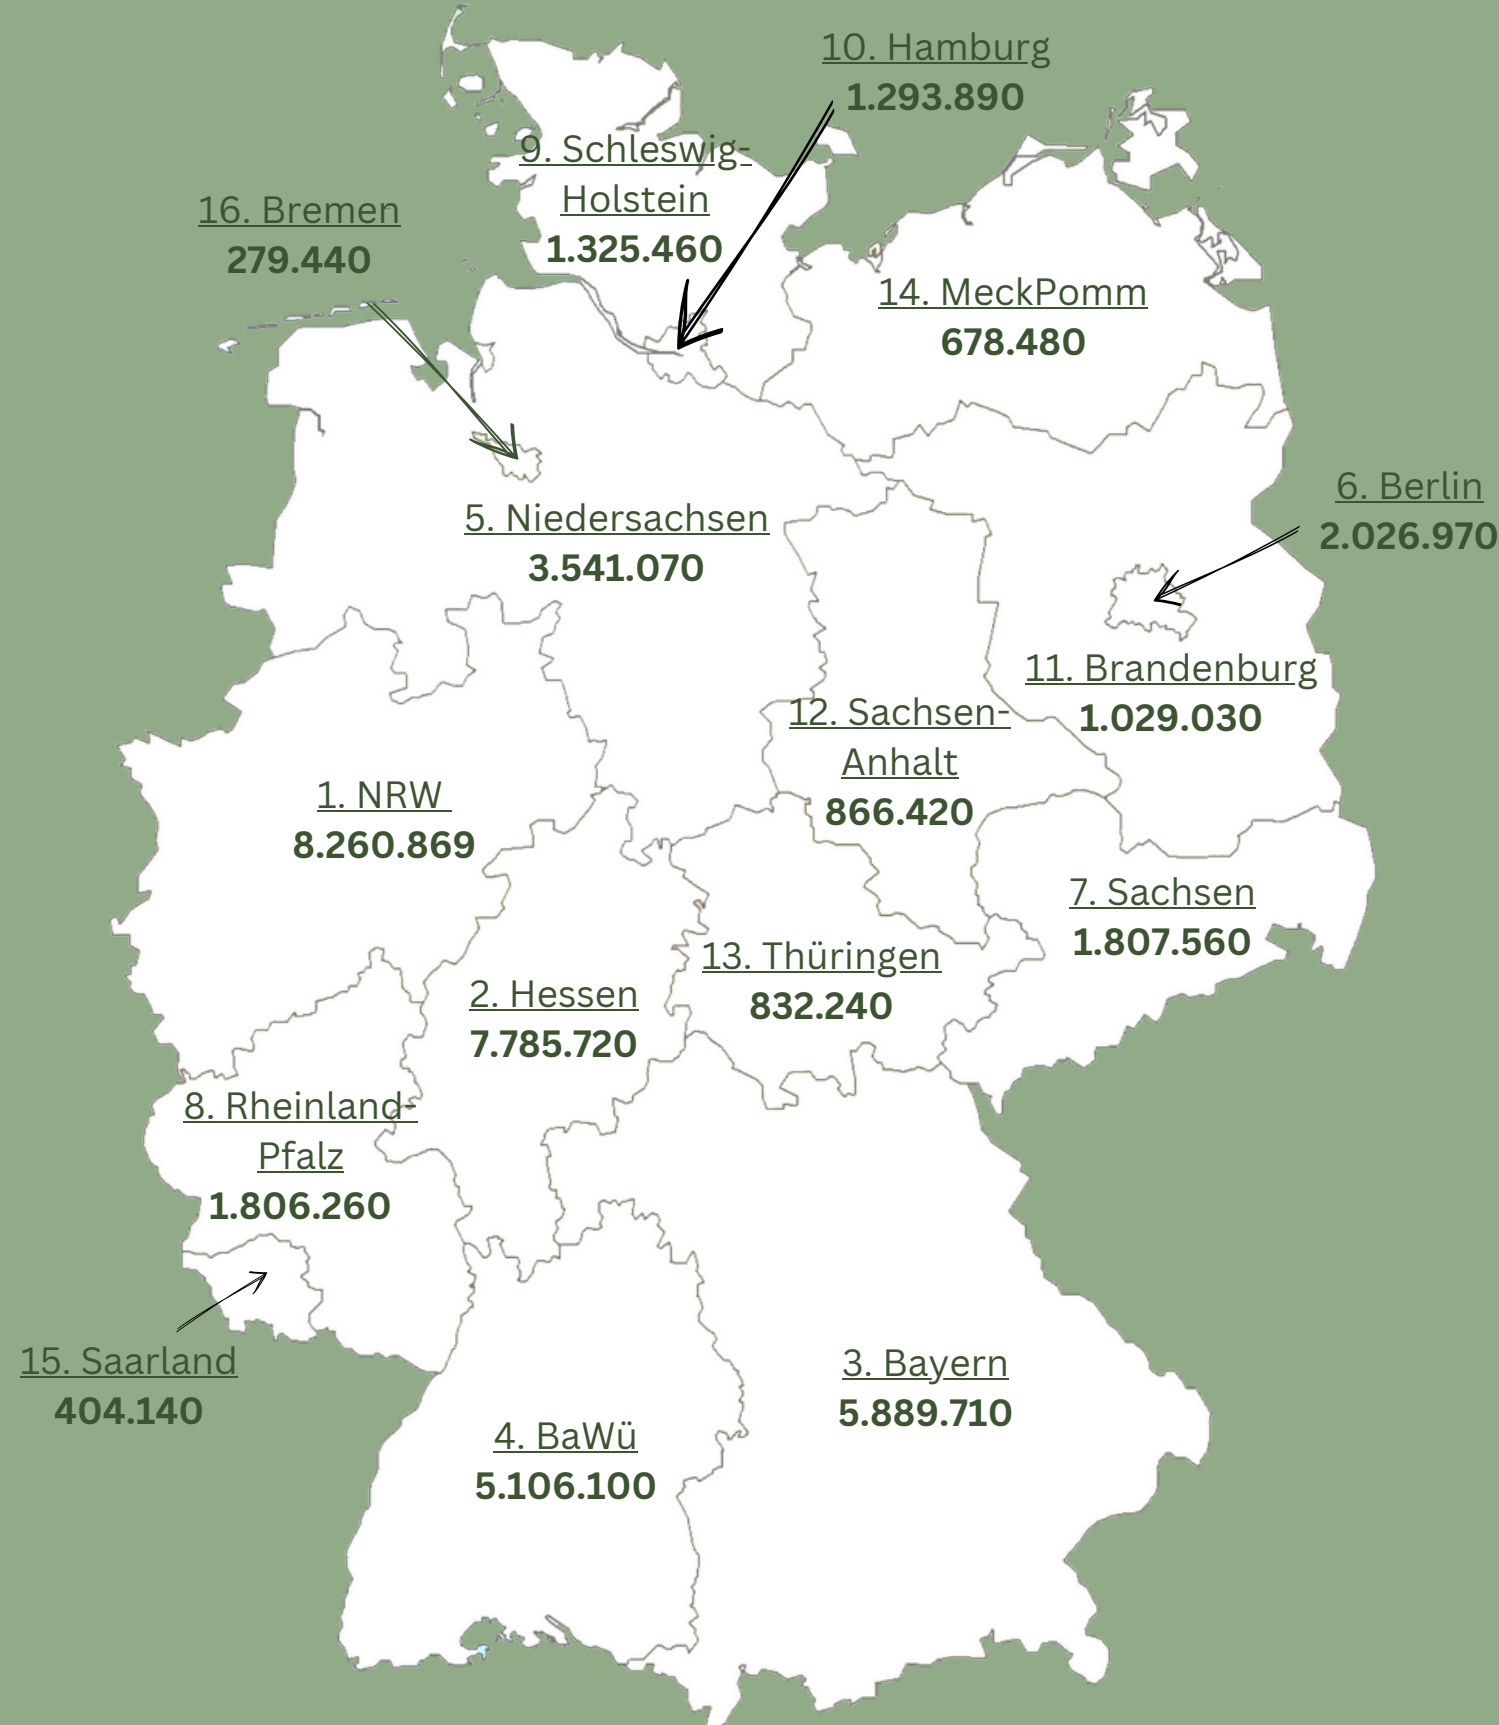 10. Hamburg
1.293.890
9. Schleswig-
Holstein
1.325.460
16. Bremen
279.440
14. MeckPomm
678.480
6. Berlin
2.026.970
5. Niedersachsen
3.541.070
11. Brandenburg
1.029.030
12. Sachsen-
Anhalt
866.420
1. NRW
8.260.869
7. Sachsen
1.807.560
13. Thüringen
832.240
2. Hessen
7.785.720
8. Rheinland-
Pfalz
1.806.260
15. Saarland
404.140
3. Bayern
5.889.710
4. BaWü
5.106.100